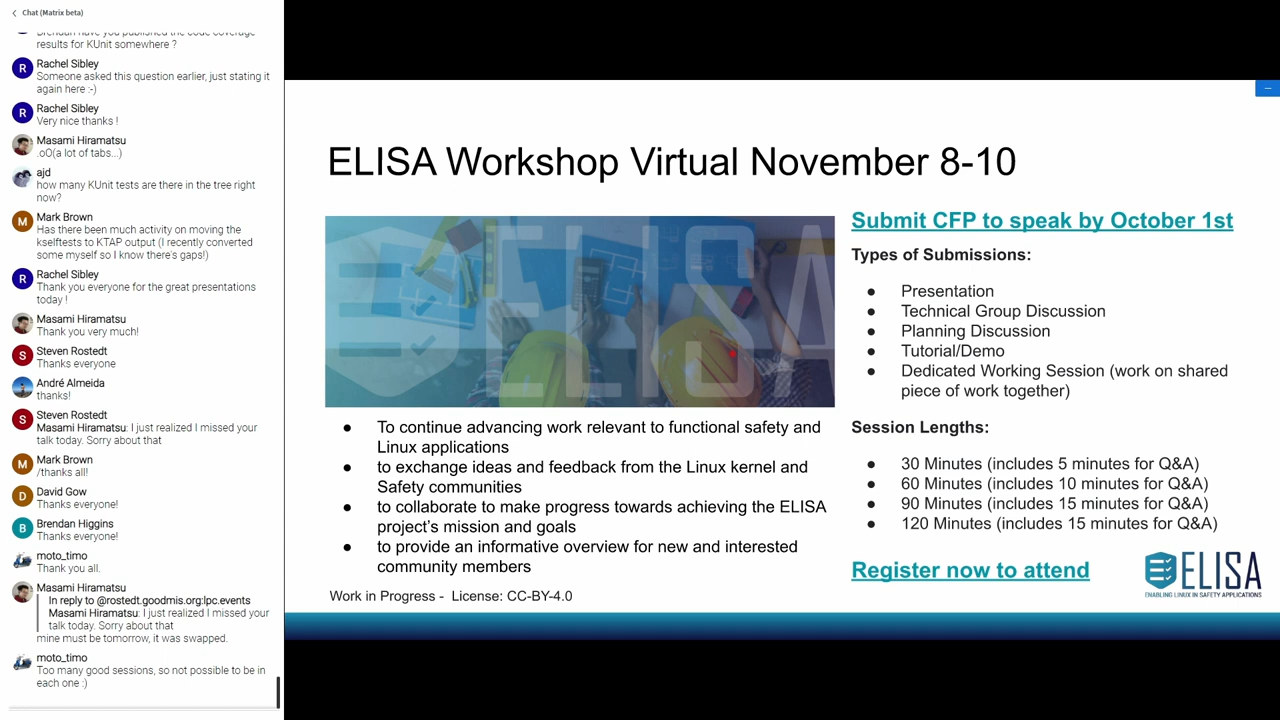 Chat (Matrix beta)
Brendan have you published the code coverage
results for KUnit somewhere ?
R
Rachel Sibley
Someone asked this question earlier, just stating it
again here :-)
R
Rachel Sibley
Very nice thanks !
Masami Hiramatsu
.oO(a lot of tabs...)
ajd
how many KUnit tests are there in the tree right
now?
M
Mark Brown
Has there been much activity on moving the
kselftests to KTAP output (I recently converted
some myself so I know there's gaps!)
R
Rachel Sibley
Thank you everyone for the great presentations
today !
Masami Hiramatsu
Thank you very much!
S
Steven Rostedt
Thanks everyone
André Almeida
thanks!
S
Steven Rostedt
Masami Hiramatsu: I just realized I missed your
talk today. Sorry about that
M
Mark Brown
/thanks all!
D
David Gow
Thanks everyone!
B
Brendan Higgins
Thanks everyone!
moto_timo
Thank you all.
Masami Hiramatsu
In reply to @rostedt.goodmis.org:lpc.events
Masami Hiramatsu: I just realized I missed your
talk today. Sorry about that
mine must be tomorrow, it was swapped.
moto_timo
Too many good sessions, so not possible to be in
each one :)
ELISA Workshop Virtual November 8-10
ELISA
● To continue advancing work relevant to functional safety and
Linux applications
● to exchange ideas and feedback from the Linux kernel and
Safety communities
● to collaborate to make progress towards achieving the ELISA
project's mission and goals
● to provide an informative overview for new and interested
community members
Work in Progress - License: CC-BY-4.0
Submit CFP to speak by October 1st
Types of Submissions:
● Presentation
● Technical Group Discussion
● Planning Discussion
● Tutorial/Demo
● Dedicated Working Session (work on shared
piece of work together)
Session Lengths:
● 30 Minutes (includes 5 minutes for Q&A)
● 60 Minutes (includes 10 minutes for Q&A)
● 90 Minutes (includes 15 minutes for Q&A)
● 120 Minutes (includes 15 minutes for Q&A)
Register now to attend
ELISA
ENABLING LINUX IN SAFETY APPLICATIONS